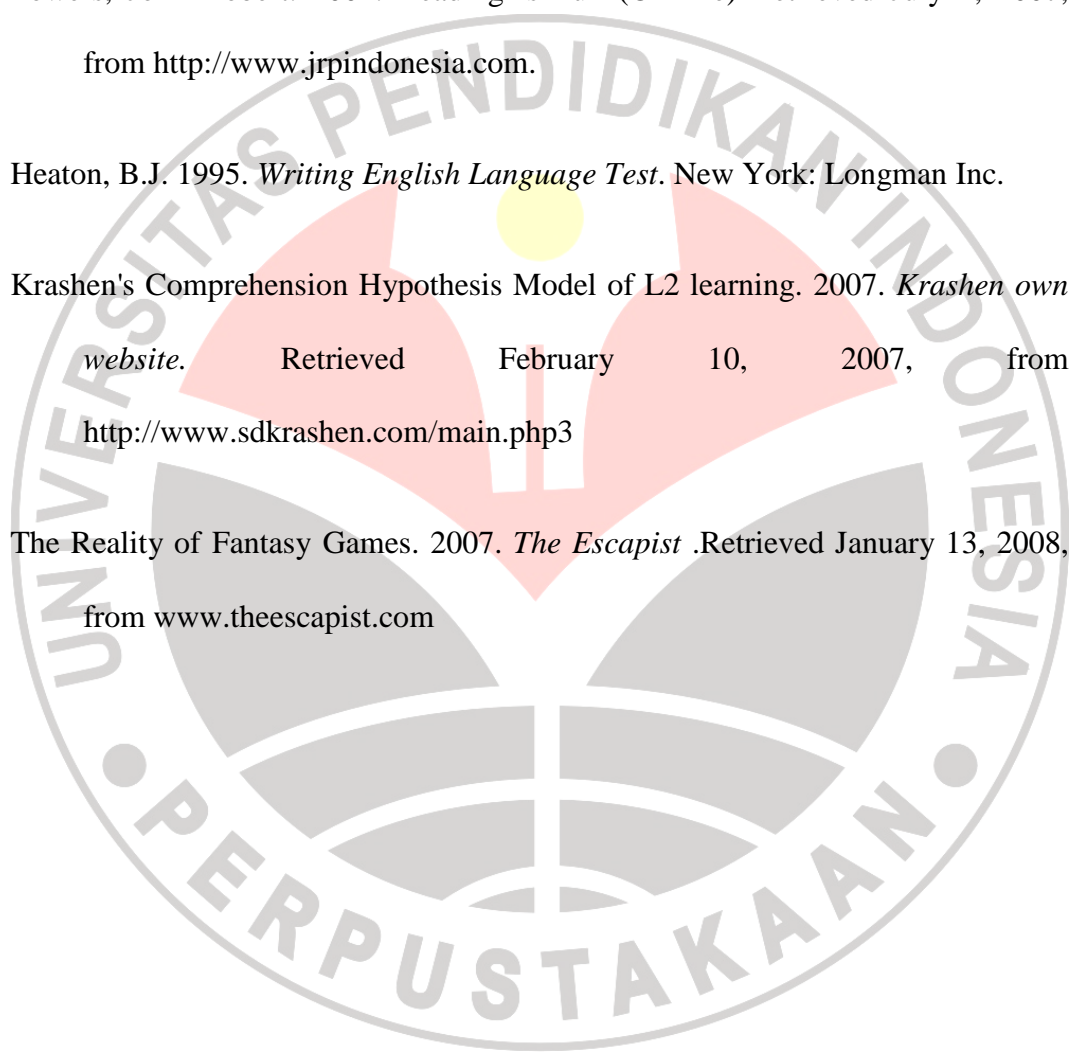 from http://www.jrpindonesia.com.
Heaton, B.J. 1995. Writing English Language Test. New York: Longman Inc.
Krashen's Comprehension Hypothesis Model of L2 learning. 2007. Krashen own
website. Retrieved February 10, 2007, from
http://www.sdkrashen.com/main.php3
The Reality of Fantasy Games. 2007. The Escapist .Retrieved January 13, 2008,
from www.theescapist.com
UNIVERSITAS PENDIDIKAN INDONESIA
PERPUSTAKAAN